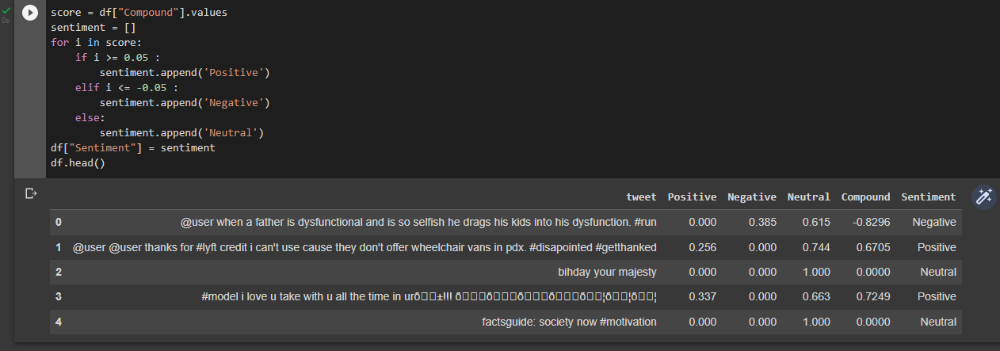 score = df["Compound"].values
sentiment = []
for i in score:
    if i >= 0.05 :
        sentiment.append('Positive')
    elif i <= -0.05 :
        sentiment.append('Negative')
    else:
        sentiment.append('Neutral')
df["Sentiment"] = sentiment
df.head()
0s
tweet Positive Negative Neutral Compound Sentiment
0 @user when a father is dysfunctional and is so selfish he drags his kids into his dysfunction. #run 0.000 0.385 0.615 -0.8296 Negative
1 @user @user thanks for #lyft credit i can't use cause they don't offer wheelchair vans in pdx. #disapointed #getthanked 0.256 0.000 0.744 0.6705 Positive
2 bihday your majesty 0.000 0.000 1.000 0.0000 Neutral
3 #model i love u take with u all the time in urð□□±!!! ð□□□ð□□□ð□□□ð□□□ð□□¦ð□□¦ð□□¦ 0.337 0.000 0.663 0.7249 Positive
4 factsguide: society now #motivation 0.000 0.000 1.000 0.0000 Neutral